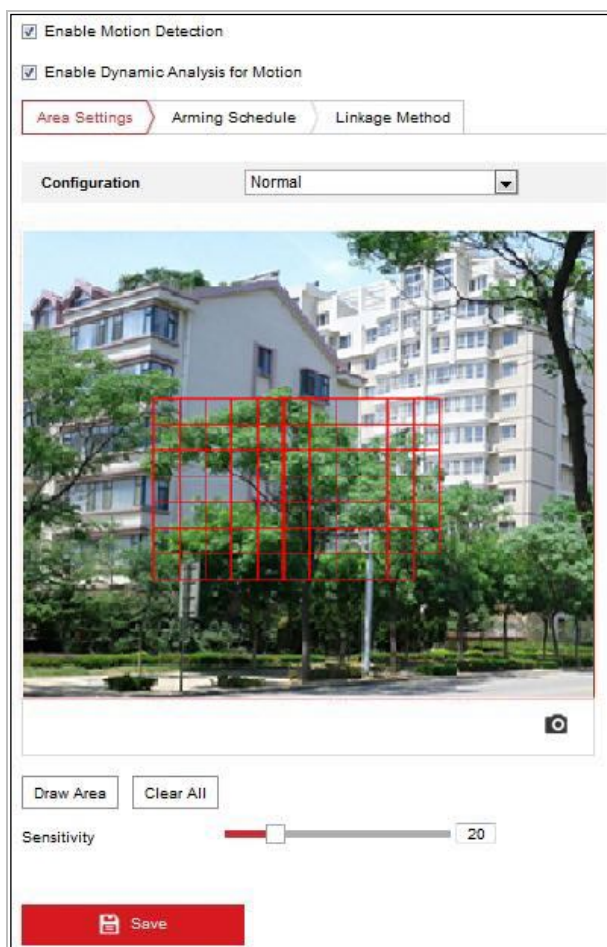 Enable Motion Detection
Enable Dynamic Analysis for Motion
Area Settings Arming Schedule Linkage Method
Configuration Normal
Draw Area Clear All
Sensitivity 20
Save